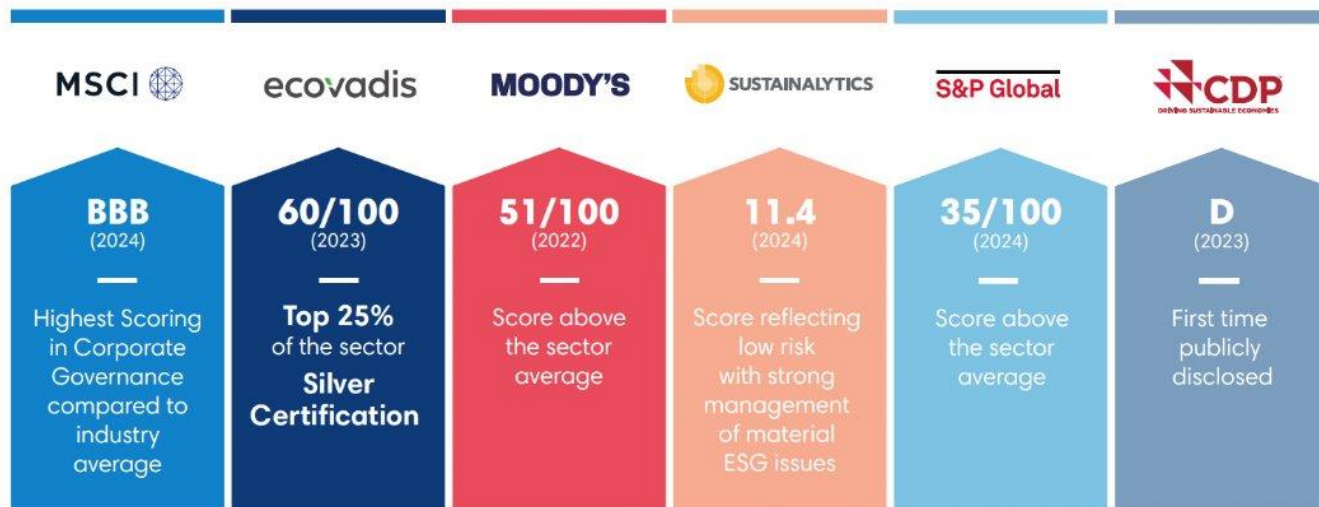 MSCI
ecovadis
MOODY'S
SUSTAINALYTICS
S&P Global
CDP
DRIVING SUSTAINABLE ECONOMIES
BBB
(2024)
Highest Scoring
in Corporate
Governance
compared to
industry
average
60/100
(2023)
Top 25%
of the sector
Silver
Certification
51/100
(2022)
Score above
the sector
average
11.4
(2024)
Score reflecting
low risk
with strong
management
of material
ESG issues
35/100
(2024)
Score above
the sector
average
D
(2023)
First time
publicly
disclosed